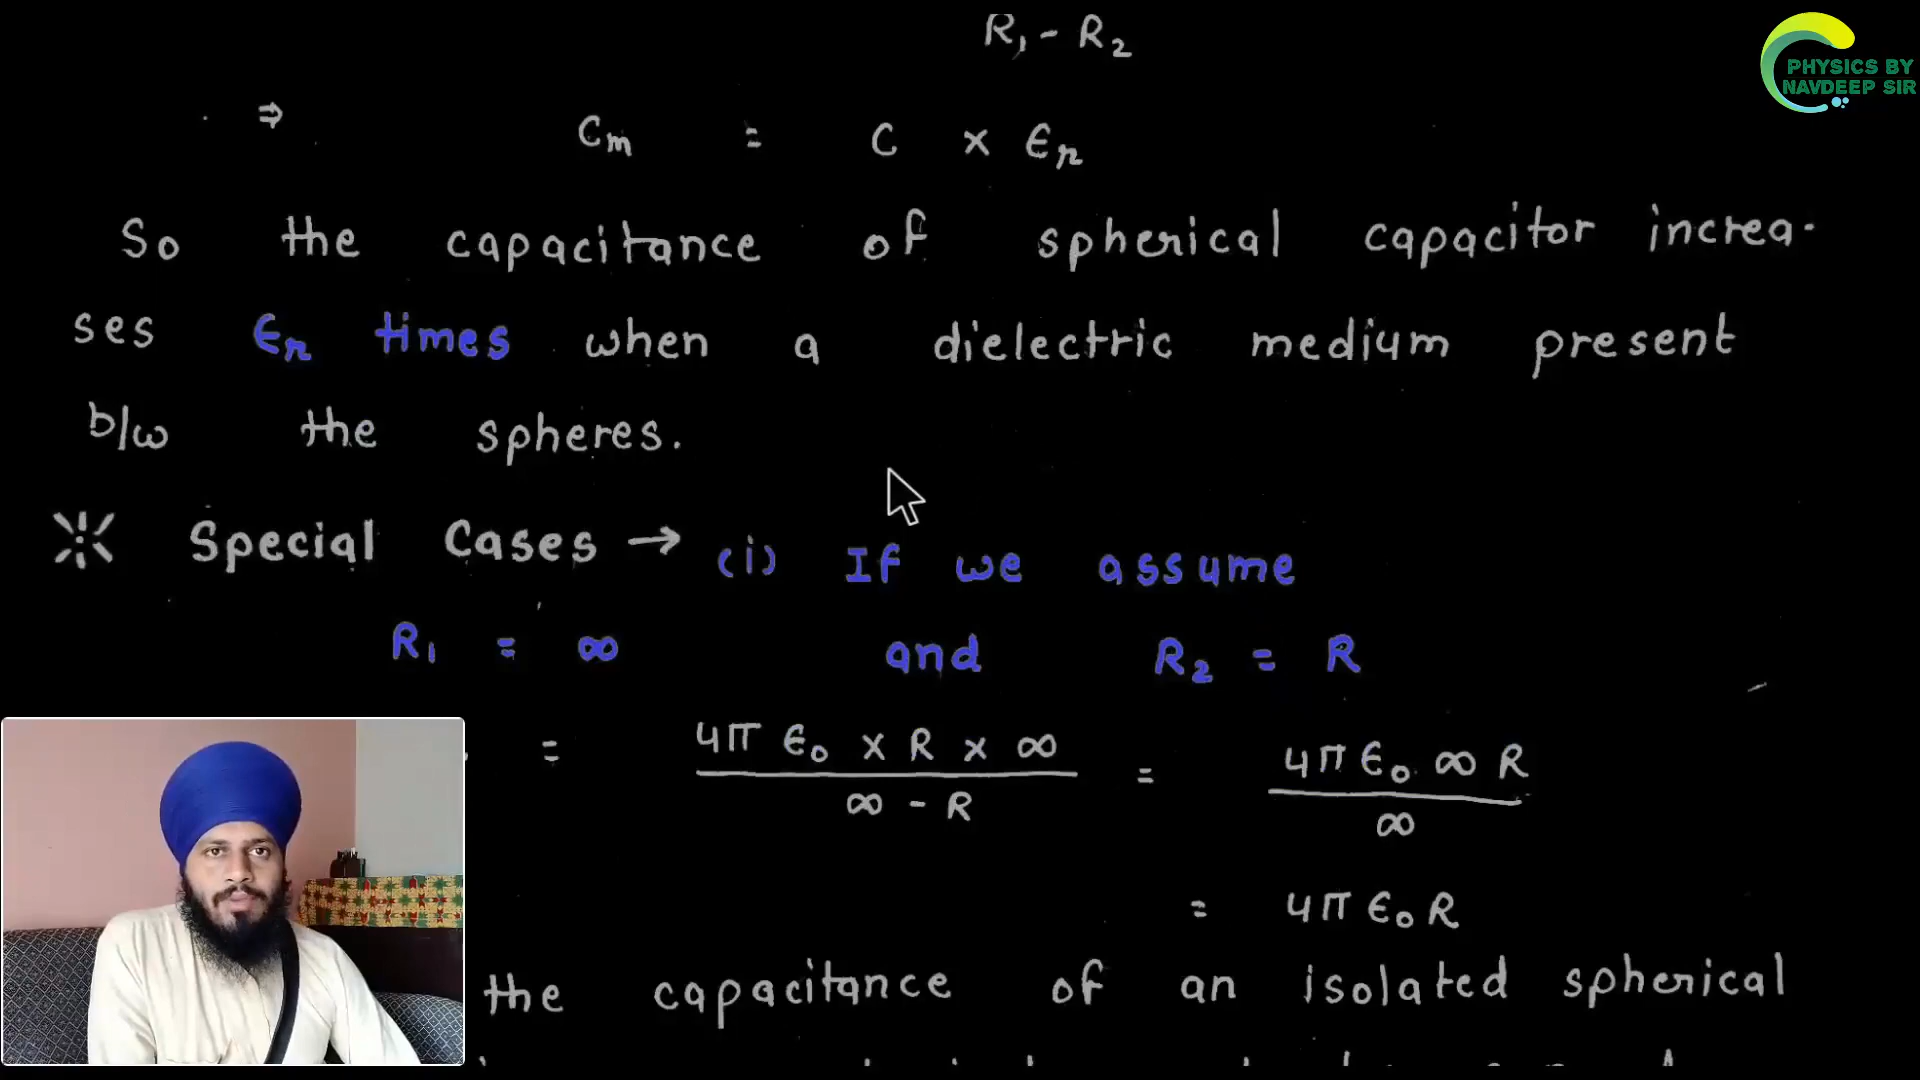 R₁ - R₂
PHYSICS BY
NAVDEEP SIR
⇒ Cm = C × ϵr
So the capacitance of spherical capacitor increa-
ses ϵr times when a dielectric medium present
b/w the spheres.
Special Cases → (i) If we assume
R₁ = ∞ and R₂ = R
= 4π ϵ₀ × R × ∞ / ∞ - R = 4π ϵ₀ ∞ R / ∞
= 4π ϵ₀ R
the capacitance of an isolated spherical